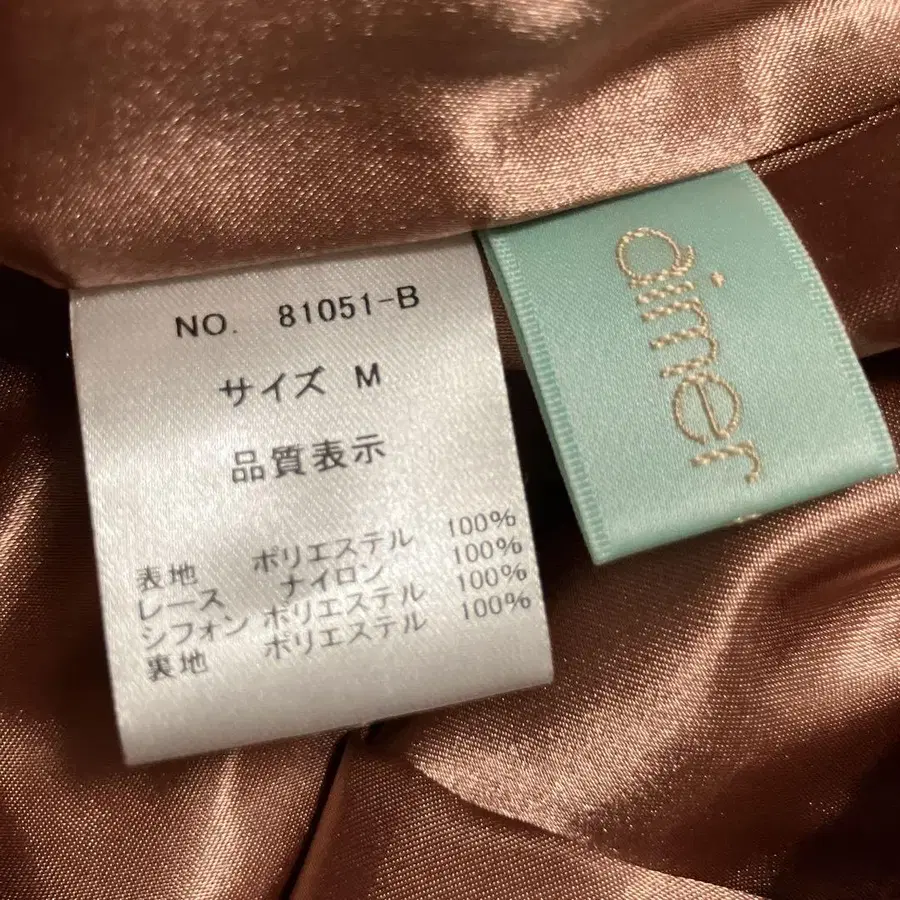 NO. 81051-B
サイズ M
品質表示
表地 ポリエステル 100%
レース ナイロン 100%
シフォン ポリエステル 100%
裏地 ポリエステル 100%
aimer